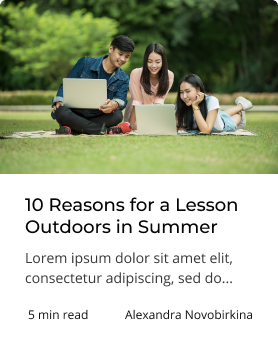 10 Reasons for a Lesson
Outdoors in Summer
Lorem ipsum dolor sit amet elit,
consectetur adipiscing, sed do...
5 min read
Alexandra Novobirkina